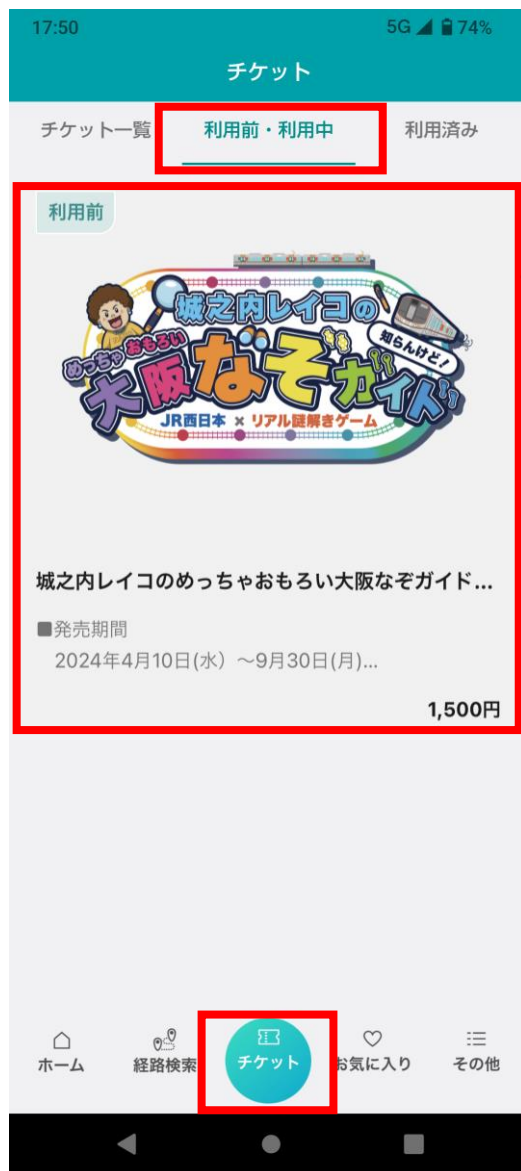 17:50 5G 74%
チケット
チケット一覧 利用前・利用中 利用済み
利用前
城之内レイコの
めっちゃおもろい
大阪なぞガイド
知らんけど!
JR西日本 × リアル謎解きゲーム
城之内レイコのめっちゃおもろい大阪なぞガイド...
■発売期間
2024年4月10日(水)～9月30日(月)...
1,500円
ホーム 経路検索 チケット お気に入り その他